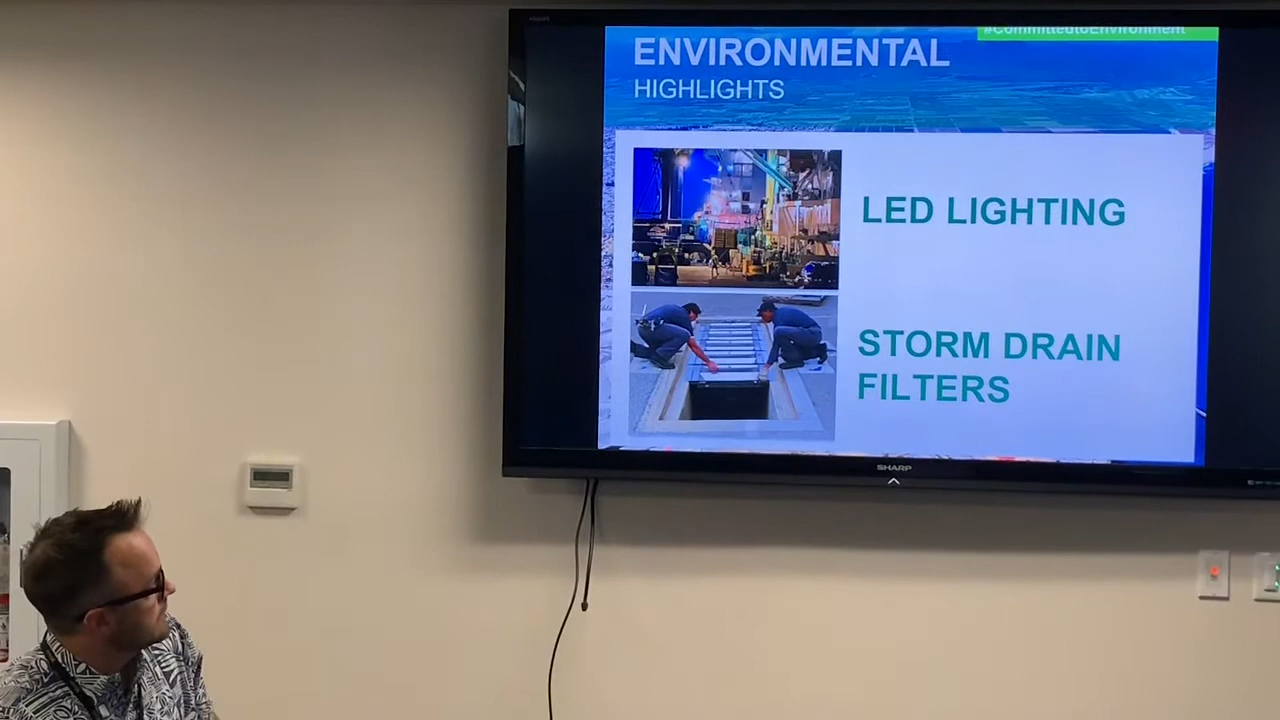 #CommittedtoEnvironment
ENVIRONMENTAL
HIGHLIGHTS
LED LIGHTING
STORM DRAIN
FILTERS
SHARP